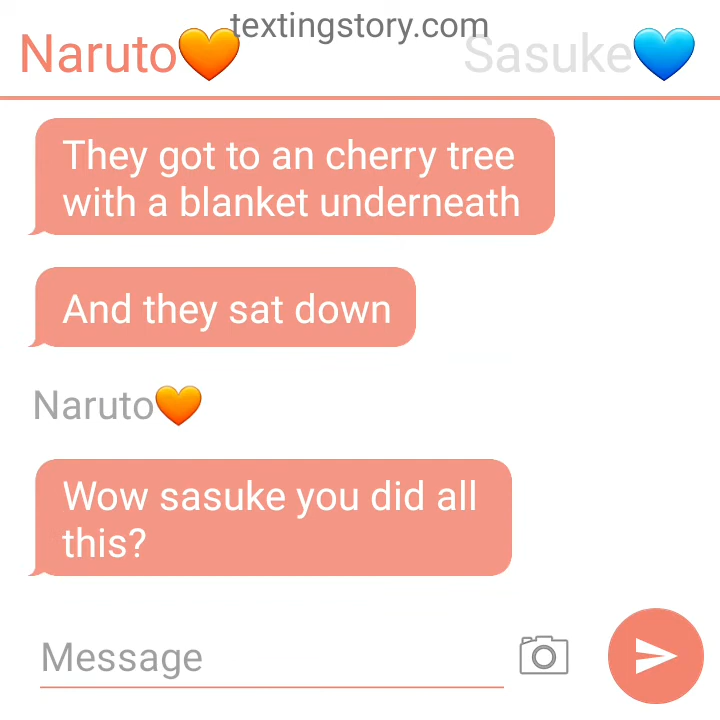 textingstory.com
Naruto🧡 Sasuke💙
They got to an cherry tree
with a blanket underneath
And they sat down
Naruto🧡
Wow sasuke you did all
this?
Message